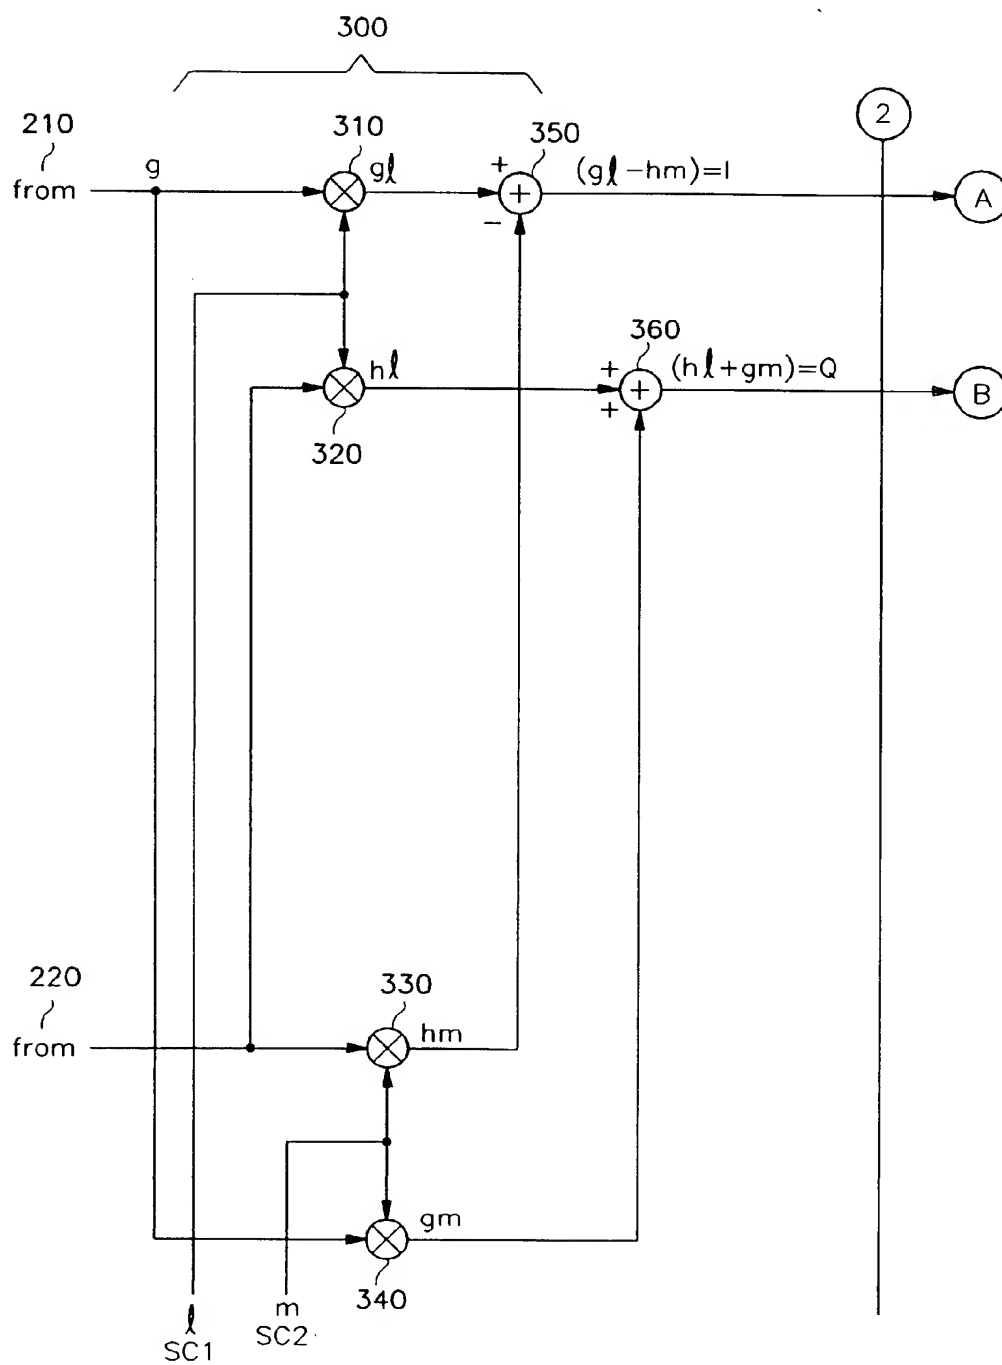 300
2
210
310
350
from
g
gℓ
+
−
(gℓ−hm)=I
A
360
hℓ
+
+
(hℓ+gm)=Q
B
320
220
330
from
hm
gm
340
ℓ
SC1
m
SC2